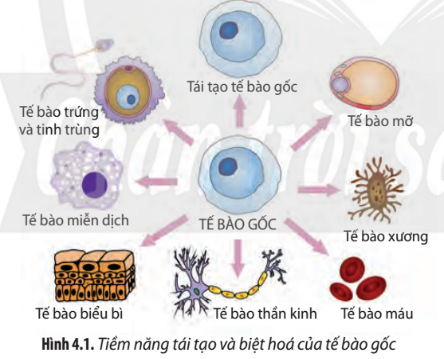 Tái tạo tế bào gốc
Tế bào trứng
và tinh trùng
Tế bào mỡ
Tế bào miễn dịch
TẾ BÀO GỐC
Tế bào xương
Tế bào biểu bì
Tế bào thần kinh
Tế bào máu
Hình 4.1. Tiềm năng tái tạo và biệt hoá của tế bào gốc